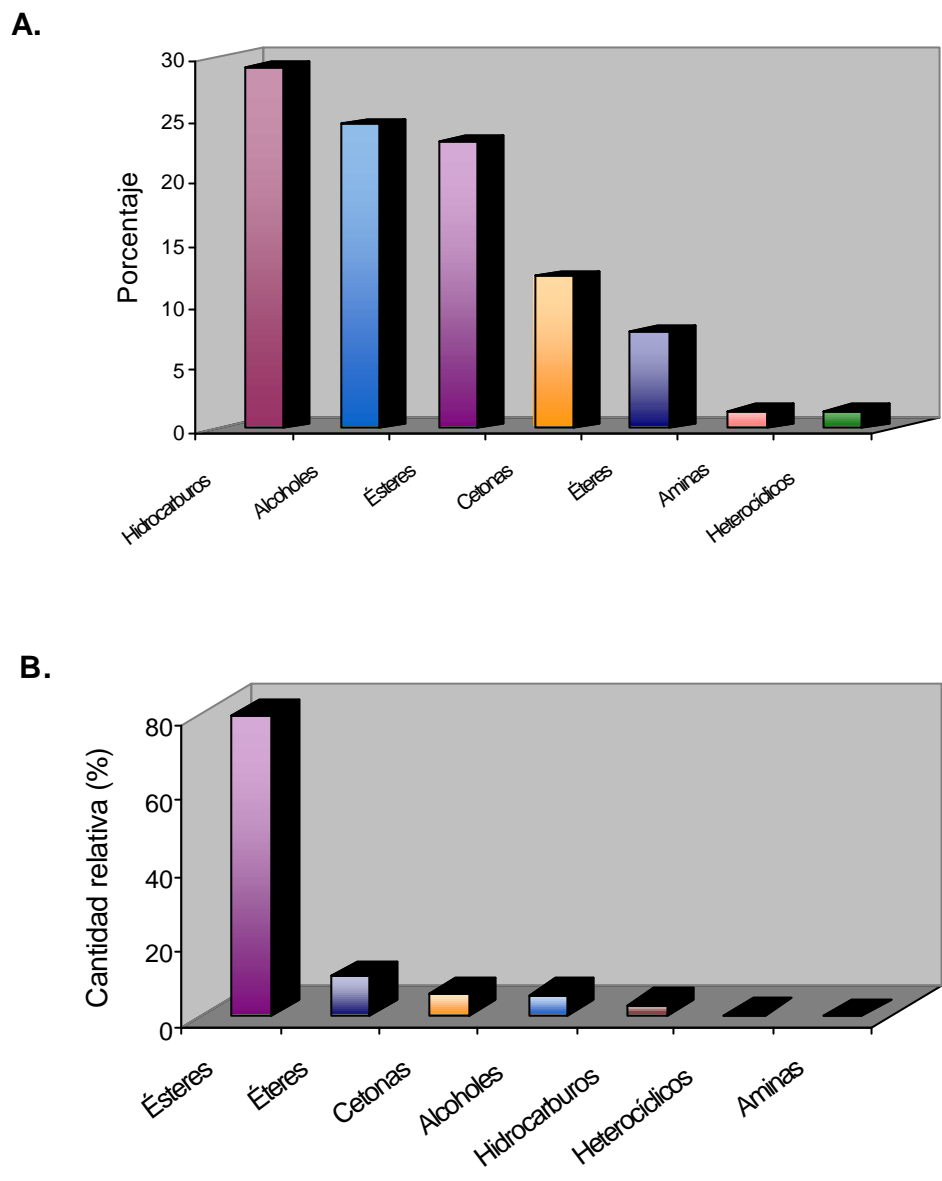 A.
Porcentaje
30
25
20
15
10
5
0
Hidrocarburos
Alcoholes
Ésteres
Cetonas
Éteres
Aminas
Heterocíclicos
B.
Cantidad relativa (%)
80
60
40
20
0
Ésteres
Éteres
Cetonas
Alcoholes
Hidrocarburos
Heterocíclicos
Aminas